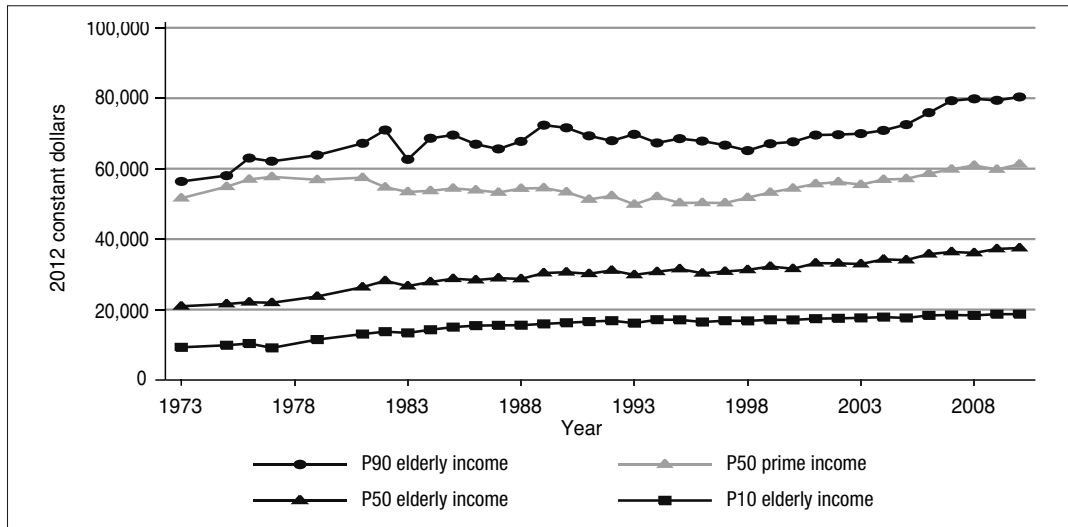 100,000
80,000
60,000
40,000
20,000
0
2012 constant dollars
1973 1978 1983 1988 1993 1998 2003 2008
Year
P90 elderly income P50 prime income
P50 elderly income P10 elderly income